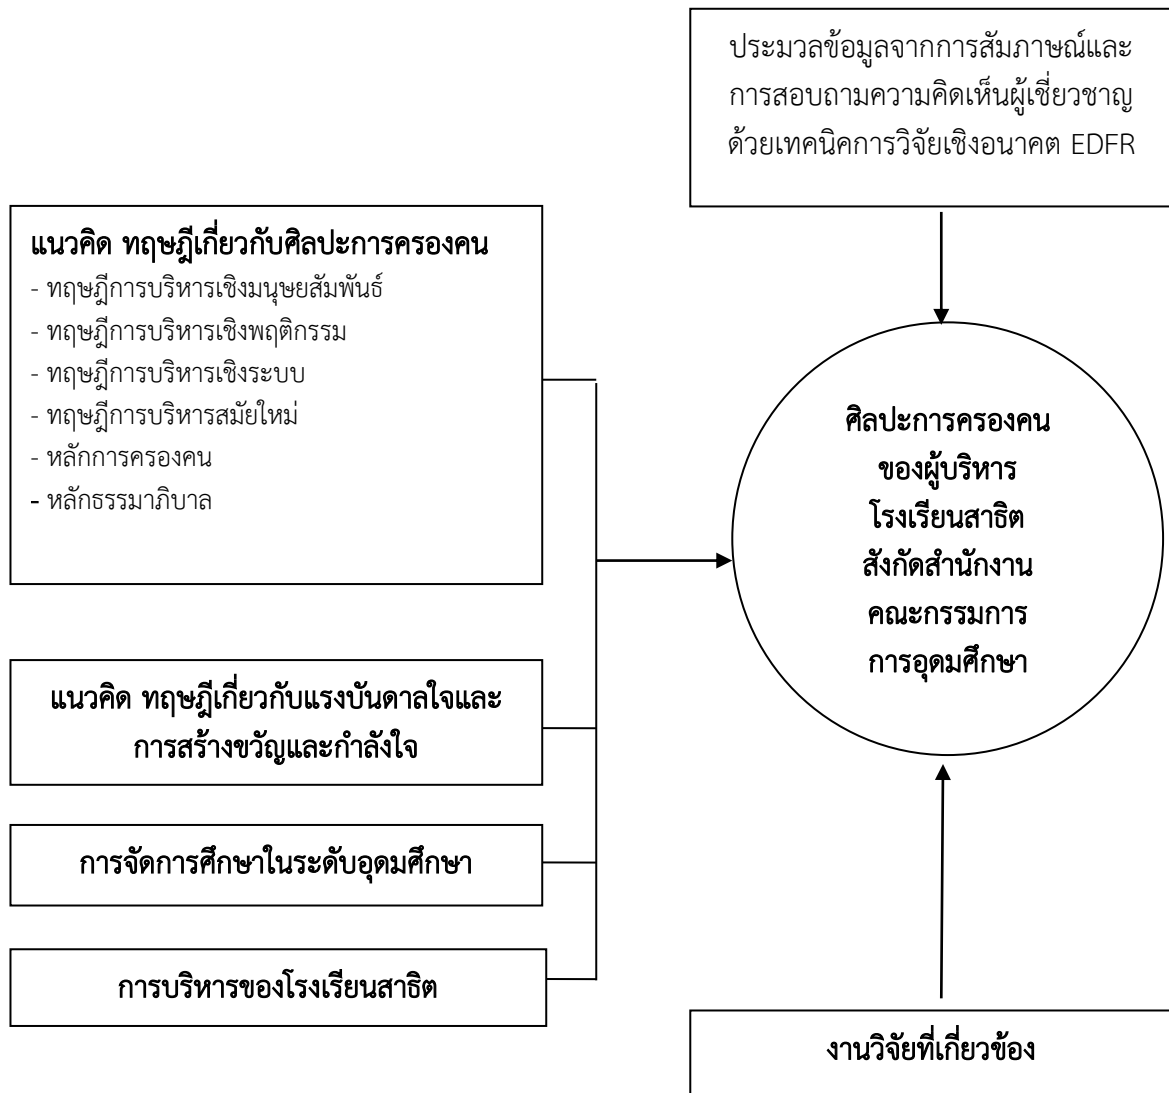 ประมวลข้อมูลจากการสัมภาษณ์และ
การสอบถามความคิดเห็นผู้เชี่ยวชาญ
ด้วยเทคนิคการวิจัยเชิงอนาคต EDFR
แนวคิด ทฤษฎีเกี่ยวกับศิลปะการครองคน
- ทฤษฎีการบริหารเชิงมนุษยสัมพันธ์
- ทฤษฎีการบริหารเชิงพฤติกรรม
- ทฤษฎีการบริหารเชิงระบบ
- ทฤษฎีการบริหารสมัยใหม่
- หลักการครองคน
- หลักธรรมาภิบาล
ศิลปะการครองคน
ของผู้บริหาร
โรงเรียนสาธิต
สังกัดสำนักงาน
คณะกรรมการ
การอุดมศึกษา
แนวคิด ทฤษฎีเกี่ยวกับแรงบันดาลใจและ
การสร้างขวัญและกำลังใจ
การจัดการศึกษาในระดับอุดมศึกษา
การบริหารของโรงเรียนสาธิต
งานวิจัยที่เกี่ยวข้อง